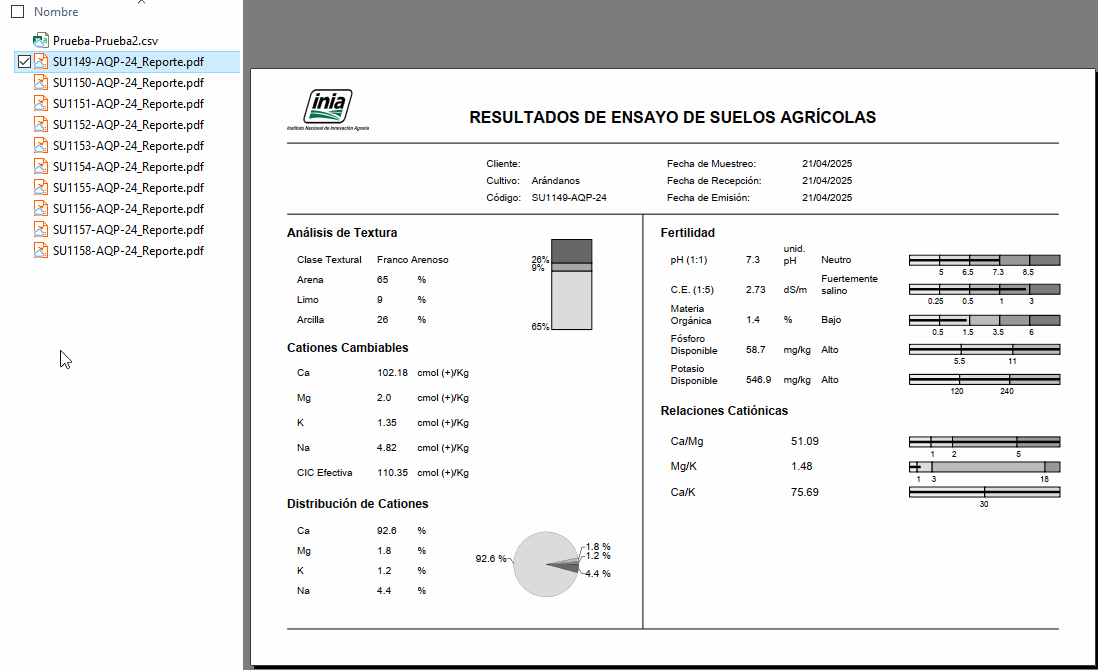 Nombre
Prueba-Prueba2.csv
SU1149-AQP-24_Reporte.pdf
SU1150-AQP-24_Reporte.pdf
SU1151-AQP-24_Reporte.pdf
SU1152-AQP-24_Reporte.pdf
SU1153-AQP-24_Reporte.pdf
SU1154-AQP-24_Reporte.pdf
SU1155-AQP-24_Reporte.pdf
SU1156-AQP-24_Reporte.pdf
SU1157-AQP-24_Reporte.pdf
SU1158-AQP-24_Reporte.pdf
inia
Instituto Nacional de Innovación Agraria
RESULTADOS DE ENSAYO DE SUELOS AGRÍCOLAS
Cliente:
Cultivo: Arándanos
Código: SU1149-AQP-24
Fecha de Muestreo: 21/04/2025
Fecha de Recepción: 21/04/2025
Fecha de Emisión: 21/04/2025
Análisis de Textura
Clase Textural Franco Arenoso
Arena 65 %
Limo 9 %
Arcilla 26 %
26%
9%
65%
Cationes Cambiables
Ca 102.18 cmol (+)/Kg
Mg 2.0 cmol (+)/Kg
K 1.35 cmol (+)/Kg
Na 4.82 cmol (+)/Kg
CIC Efectiva 110.35 cmol (+)/Kg
Distribución de Cationes
Ca 92.6 %
Mg 1.8 %
K 1.2 %
Na 4.4 %
92.6 %
1.8 %
1.2 %
4.4 %
Fertilidad
pH (1:1) 7.3 unid. pH Neutro
5 6.5 7.3 8.5
C.E. (1:5) 2.73 dS/m Fuertemente salino
0.25 0.5 1 3
Materia Orgánica 1.4 % Bajo
0.5 1.5 3.5 6
Fósforo Disponible 58.7 mg/kg Alto
5.5 11
Potasio Disponible 546.9 mg/kg Alto
120 240
Relaciones Catiónicas
Ca/Mg 51.09
1 2 5
Mg/K 1.48
1 3 18
Ca/K 75.69
30